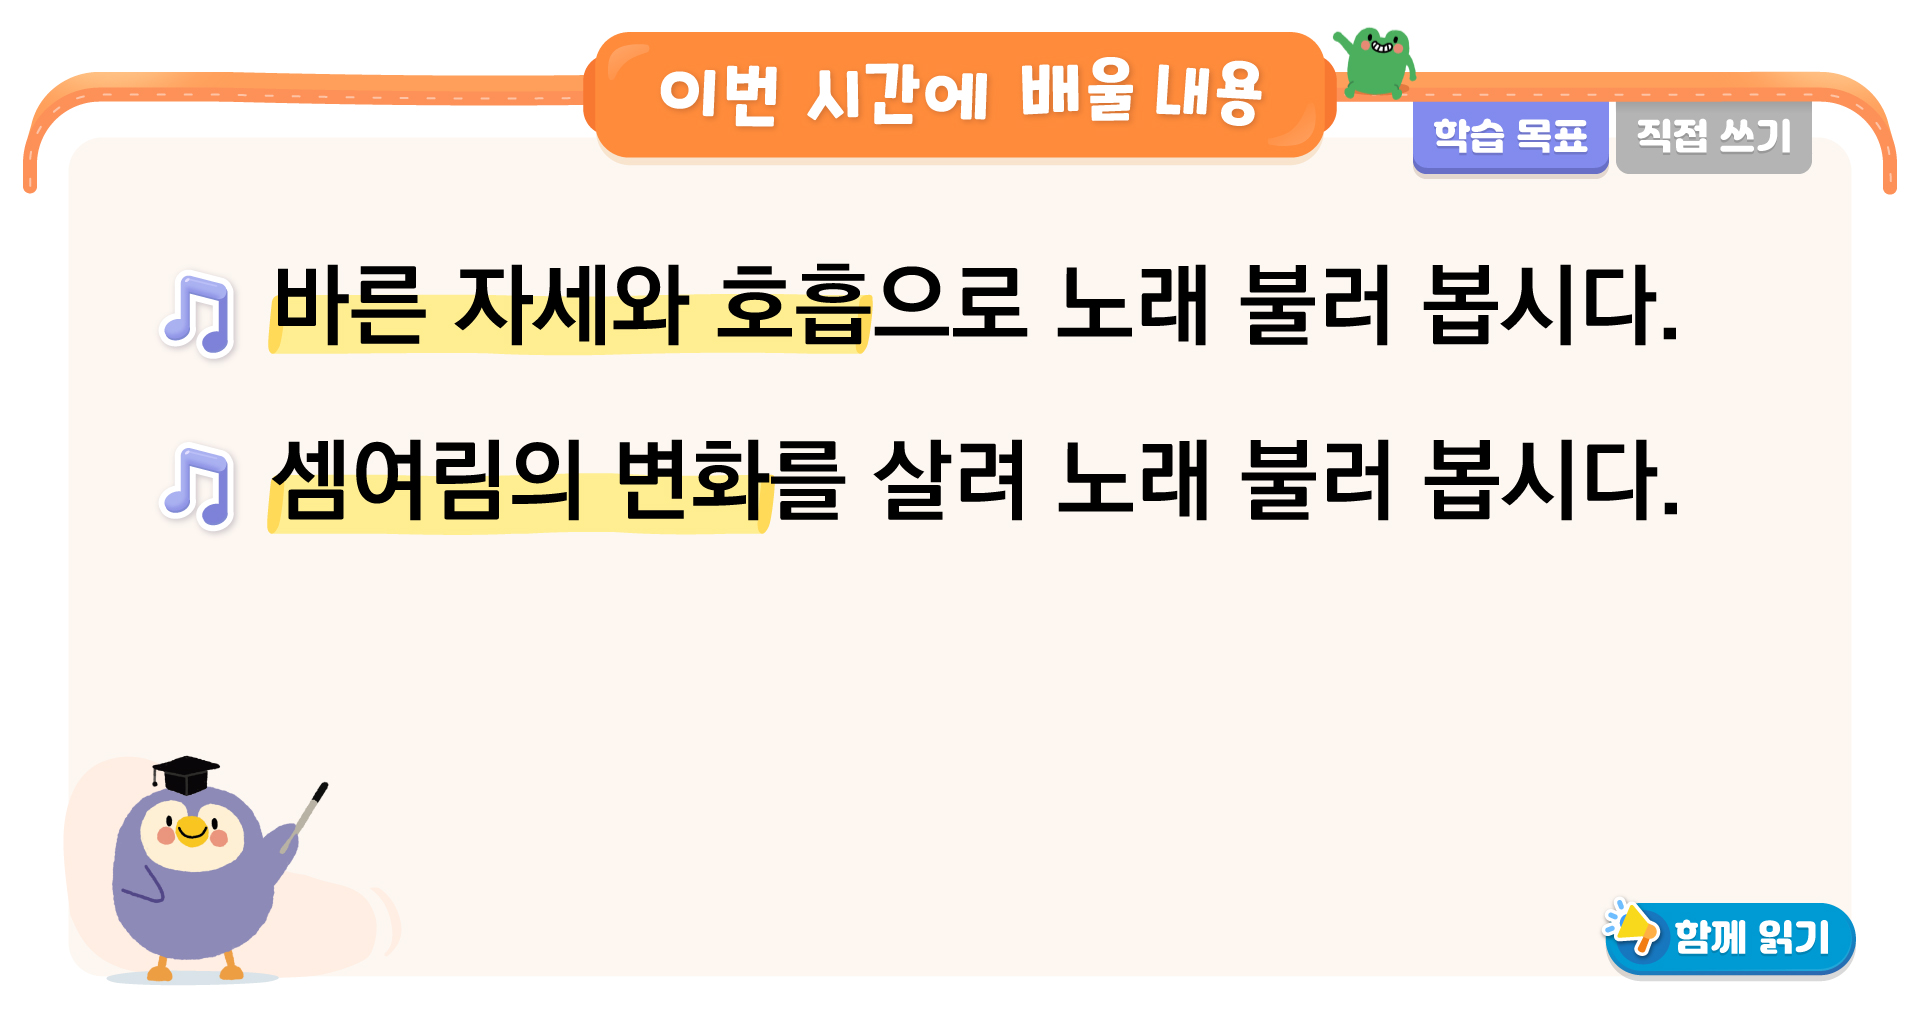 이번 시간에 배울 내용
학습 목표 직접 쓰기
바른 자세와 호흡으로 노래 불러 봅시다.
셈여림의 변화를 살려 노래 불러 봅시다.
함께 읽기